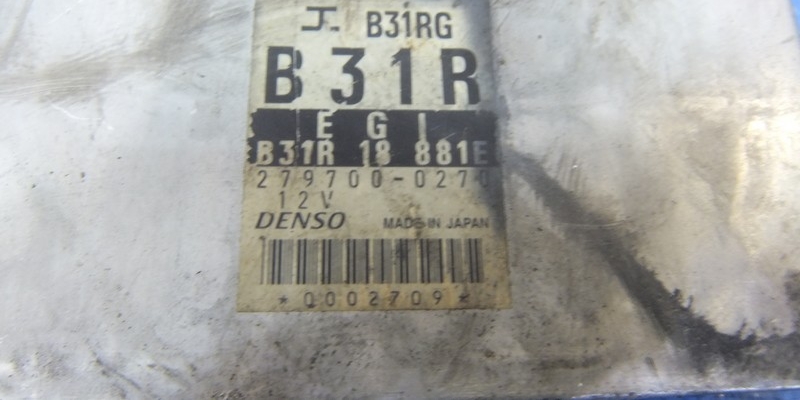 B31RG
B31R
EGI
B31R 18 881E
279700-0270
12V
DENSO MADE IN JAPAN
*0002709*